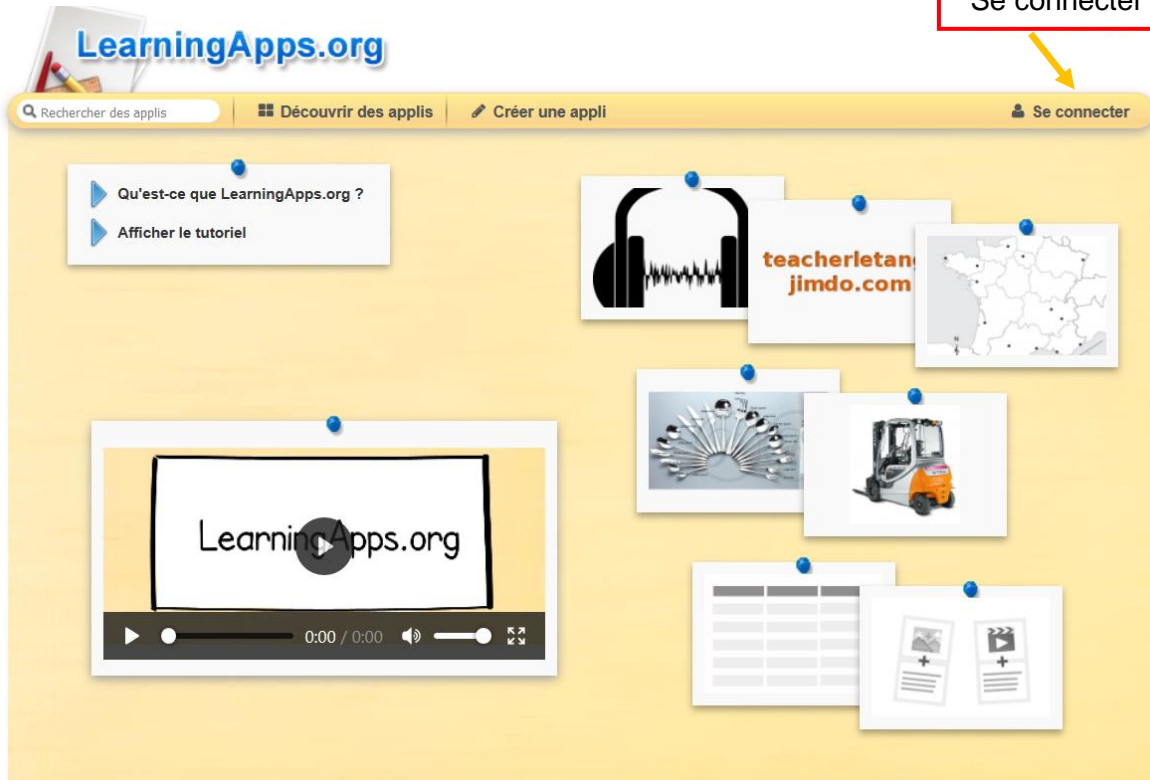 Se connecter
LearningApps.org
Rechercher des applis
Découvrir des applis
Créer une appli
Se connecter
Qu'est-ce que LearningApps.org ?
Afficher le tutoriel
teacherletan
jimdo.com
N
LearningApps.org
0:00 / 0:00